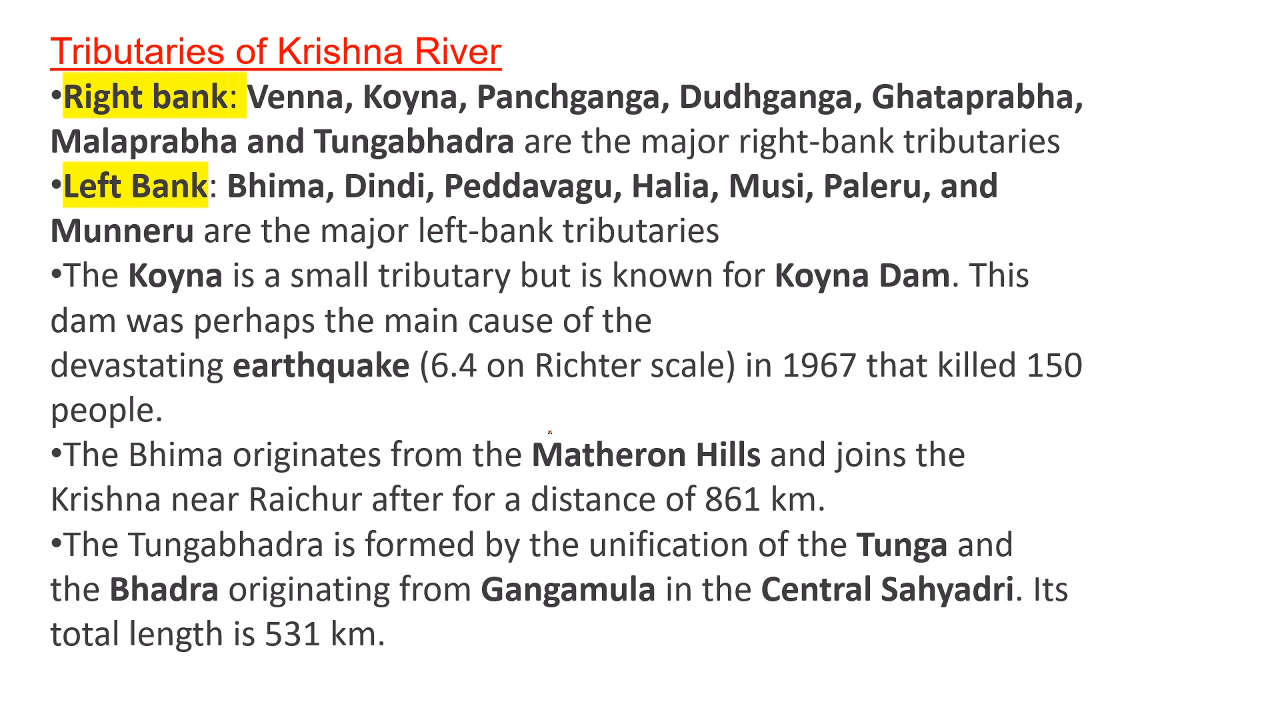 Tributaries of Krishna River
•Right bank: Venna, Koyna, Panchganga, Dudhganga, Ghataprabha,
Malaprabha and Tungabhadra are the major right-bank tributaries
•Left Bank: Bhima, Dindi, Peddavagu, Halia, Musi, Paleru, and
Munneru are the major left-bank tributaries
•The Koyna is a small tributary but is known for Koyna Dam. This
dam was perhaps the main cause of the
devastating earthquake (6.4 on Richter scale) in 1967 that killed 150
people.
•The Bhima originates from the Matheron Hills and joins the
Krishna near Raichur after for a distance of 861 km.
•The Tungabhadra is formed by the unification of the Tunga and
the Bhadra originating from Gangamula in the Central Sahyadri. Its
total length is 531 km.